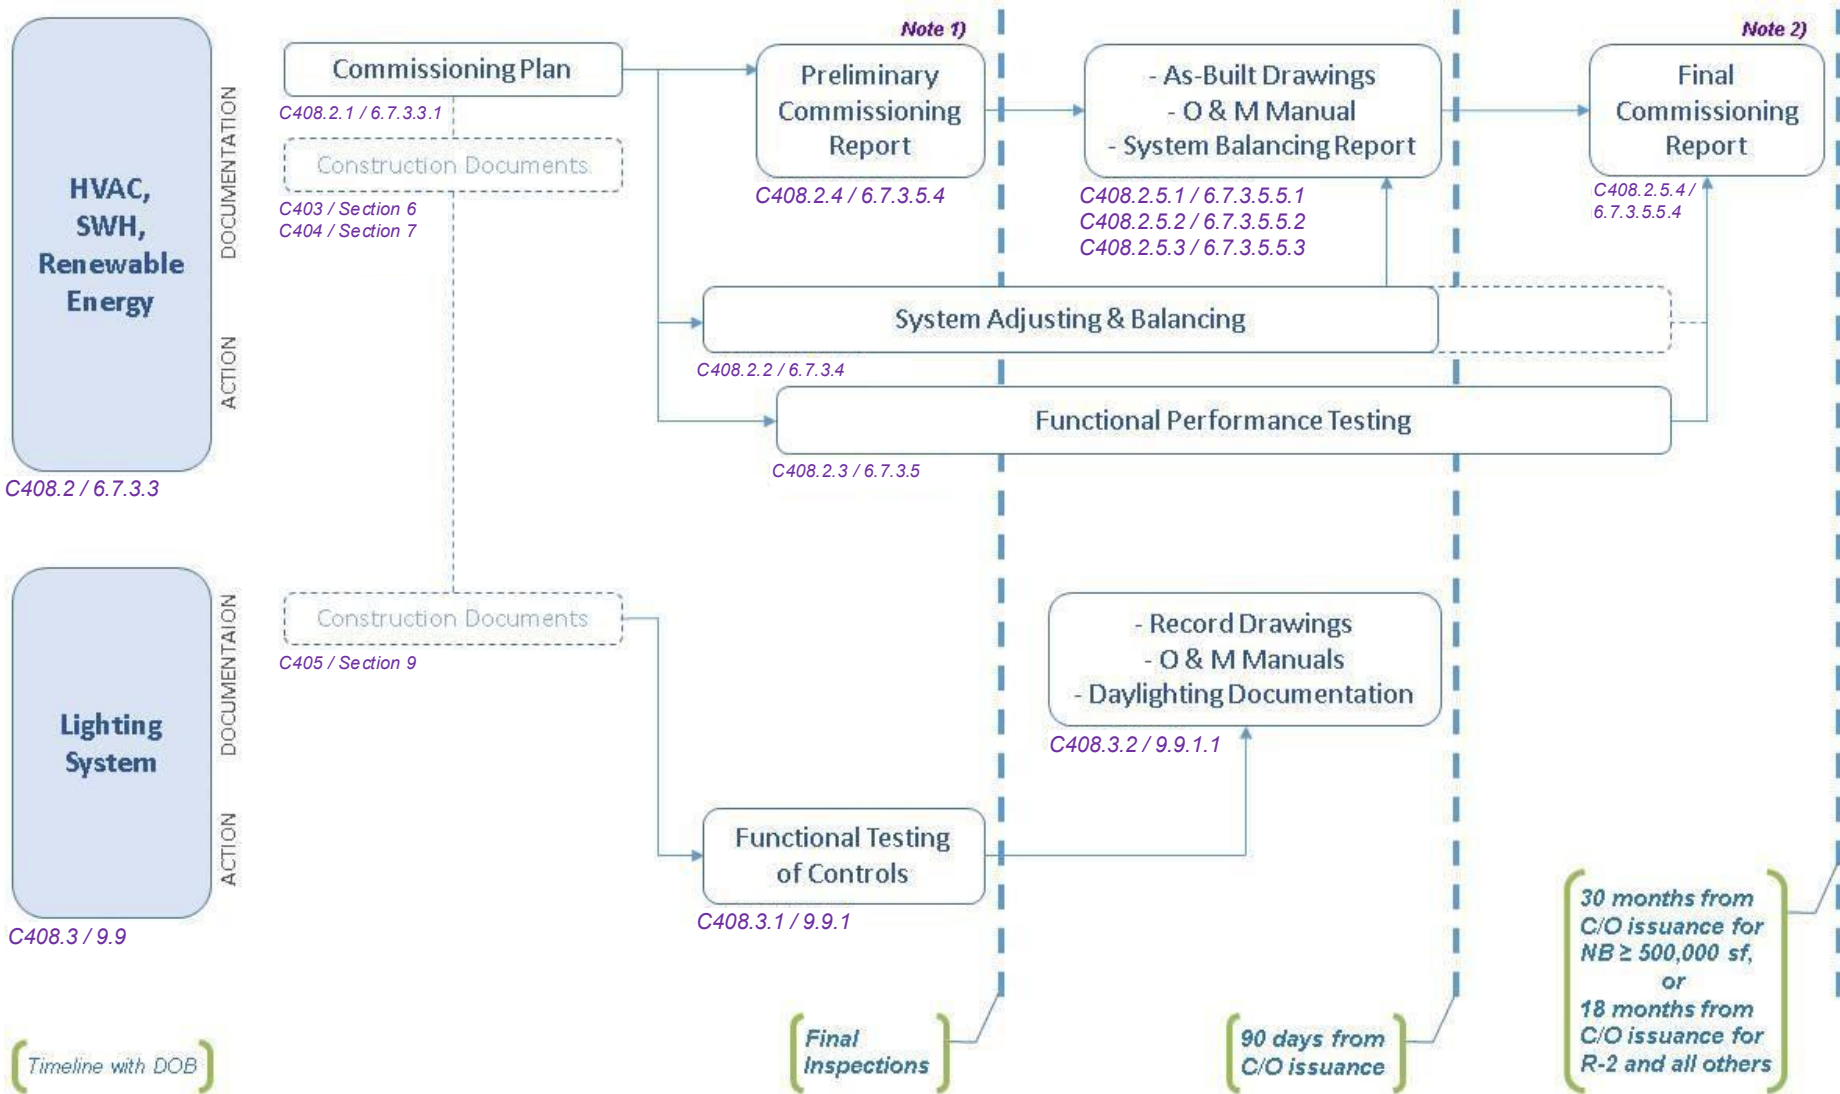 HVAC,
SWH,
Renewable
Energy
DOCUMENTATION
ACTION
C408.2 / 6.7.3.3
Commissioning Plan
C408.2.1 / 6.7.3.3.1
Construction Documents
C403 / Section 6
C404 / Section 7
Note 1)
Preliminary
Commissioning
Report
C408.2.4 / 6.7.3.5.4
- As-Built Drawings
- O & M Manual
- System Balancing Report
C408.2.5.1 / 6.7.3.5.5.1
C408.2.5.2 / 6.7.3.5.5.2
C408.2.5.3 / 6.7.3.5.5.3
Note 2)
Final
Commissioning
Report
C408.2.5.4 /
6.7.3.5.5.4
System Adjusting & Balancing
C408.2.2 / 6.7.3.4
Functional Performance Testing
C408.2.3 / 6.7.3.5
Lighting
System
DOCUMENTAION
ACTION
C408.3 / 9.9
Construction Documents
C405 / Section 9
- Record Drawings
- O & M Manuals
- Daylighting Documentation
C408.3.2 / 9.9.1.1
Functional Testing
of Controls
C408.3.1 / 9.9.1
Timeline with DOB
Final
Inspections
90 days from
C/O issuance
30 months from
C/O issuance for
NB ≥ 500,000 sf,
or
18 months from
C/O issuance for
R-2 and all others